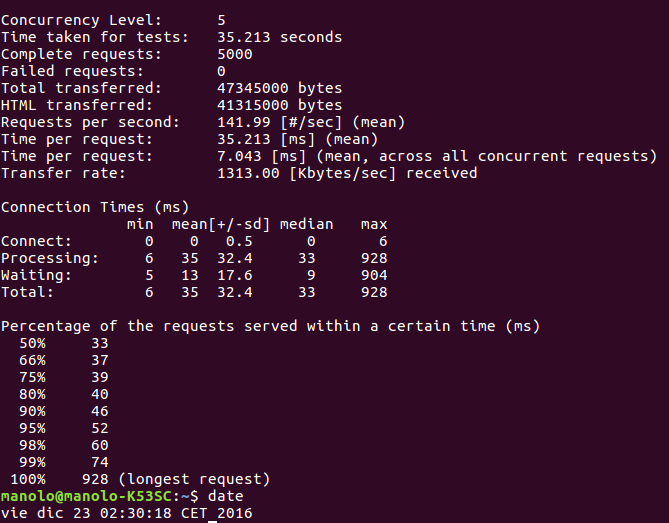 Concurrency Level:      5
Time taken for tests:   35.213 seconds
Complete requests:      5000
Failed requests:        0
Total transferred:      47345000 bytes
HTML transferred:       41315000 bytes
Requests per second:    141.99 [#/sec] (mean)
Time per request:       35.213 [ms] (mean)
Time per request:       7.043 [ms] (mean, across all concurrent requests)
Transfer rate:          1313.00 [Kbytes/sec] received

Connection Times (ms)
              min  mean[+/-sd] median   max
Connect:        0    0   0.5      0       6
Processing:     6   35  32.4     33     928
Waiting:        5   13  17.6      9     904
Total:          6   35  32.4     33     928

Percentage of the requests served within a certain time (ms)
  50%     33
  66%     37
  75%     39
  80%     40
  90%     46
  95%     52
  98%     60
  99%     74
 100%    928 (longest request)
manolo@manolo-K53SC:~$ date
vie dic 23 02:30:18 CET 2016